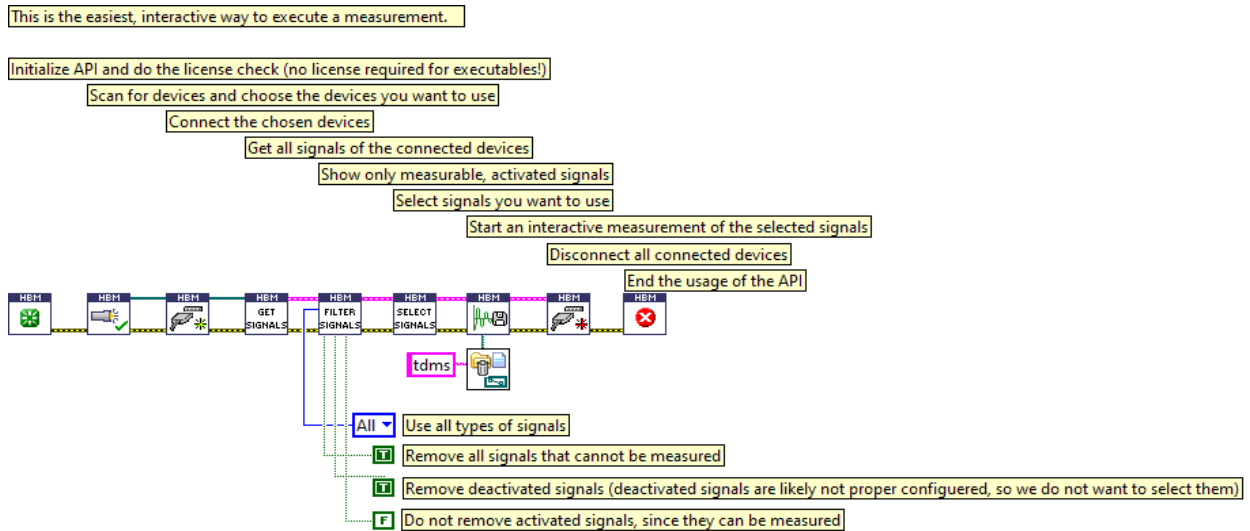 This is the easiest, interactive way to execute a measurement.
Initialize API and do the license check (no license required for executables!)
Scan for devices and choose the devices you want to use
Connect the chosen devices
Get all signals of the connected devices
Show only measurable, activated signals
Select signals you want to use
Start an interactive measurement of the selected signals
Disconnect all connected devices
End the usage of the API
HBM HBM HBM HBM HBM HBM HBM HBM HBM
GET FILTER SELECT
SIGNALS SIGNALS SIGNALS
tdms
All Use all types of signals
T Remove all signals that cannot be measured
T Remove deactivated signals (deactivated signals are likely not proper configuered, so we do not want to select them)
F Do not remove activated signals, since they can be measured